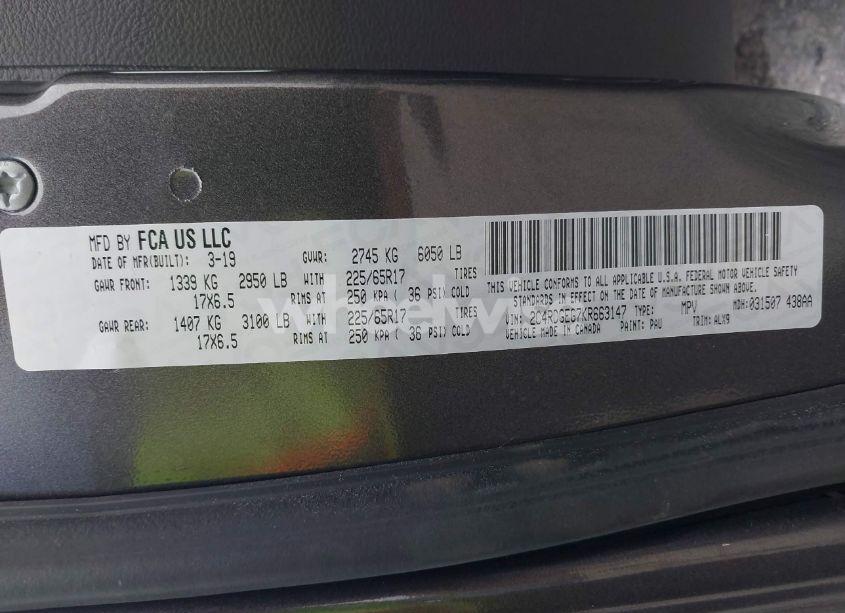 MFD BY FCA US LLC
DATE OF MFR(BUILT): 3-19 GVWR: 2745 KG 6050 LB
GAWR FRONT: 1339 KG 2950 LB WITH 225/65R17 TIRES
17X6.5 RIMS AT 250 KPA ( 36 PSI) COLD
GAWR REAR: 1407 KG 3100 LB WITH 225/65R17 TIRES
17X6.5 RIMS AT 250 KPA ( 36 PSI) COLD
THIS VEHICLE CONFORMS TO ALL APPLICABLE U.S.A. FEDERAL MOTOR VEHICLE SAFETY
STANDARDS IN EFFECT ON THE DATE OF MANUFACTURE SHOWN ABOVE.
VIN: 2C4RDGEG7KR663147 TYPE: MPV MDH: 031507 438AA
VEHICLE MADE IN CANADA PAINT: PAU TRIM: ALX9